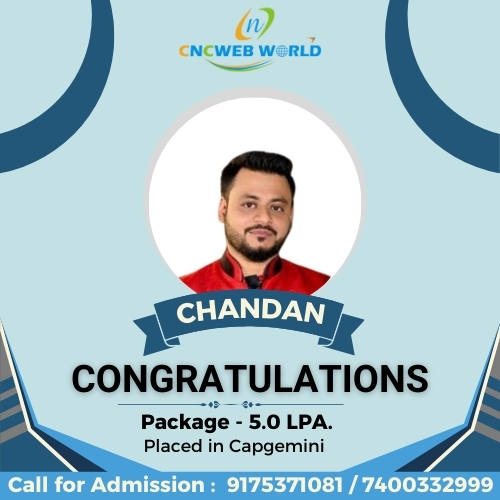 n
CNCWEB WORLD
CHANDAN
CONGRATULATIONS
Package - 5.0 LPA.
Placed in Capgemini
Call for Admission : 9175371081 / 7400332999